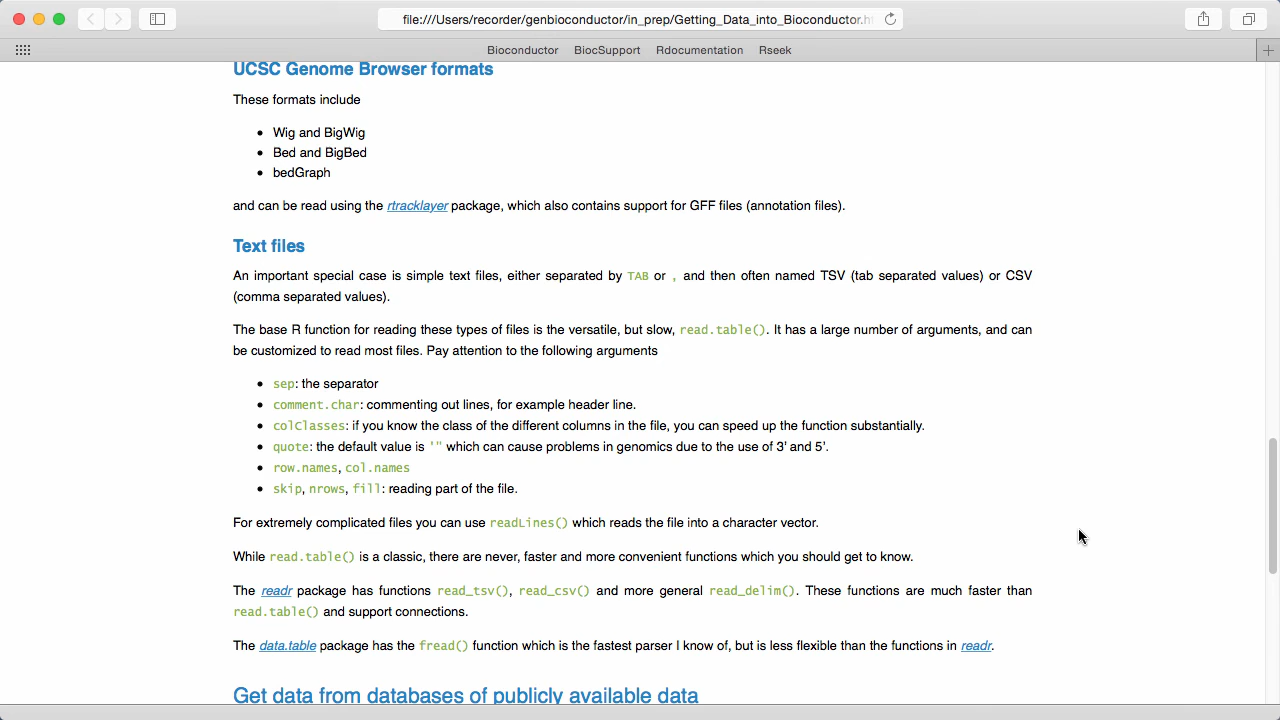 file:///Users/recorder/genbioconductor/in_prep/Getting_Data_into_Bioconductor.h
Bioconductor BiocSupport Rdocumentation Rseek
UCSC Genome Browser formats
These formats include
• Wig and BigWig
• Bed and BigBed
• bedGraph
and can be read using the rtracklayer package, which also contains support for GFF files (annotation files).
Text files
An important special case is simple text files, either separated by TAB or , and then often named TSV (tab separated values) or CSV
(comma separated values).
The base R function for reading these types of files is the versatile, but slow, read.table(). It has a large number of arguments, and can
be customized to read most files. Pay attention to the following arguments
• sep: the separator
• comment.char: commenting out lines, for example header line.
• colClasses: if you know the class of the different columns in the file, you can speed up the function substantially.
• quote: the default value is '" which can cause problems in genomics due to the use of 3' and 5'.
• row.names, col.names
• skip, nrows, fill: reading part of the file.
For extremely complicated files you can use readLines() which reads the file into a character vector.
While read.table() is a classic, there are never, faster and more convenient functions which you should get to know.
The readr package has functions read_tsv(), read_csv() and more general read_delim(). These functions are much faster than
read.table() and support connections.
The data.table package has the fread() function which is the fastest parser I know of, but is less flexible than the functions in readr.
Get data from databases of publicly available data